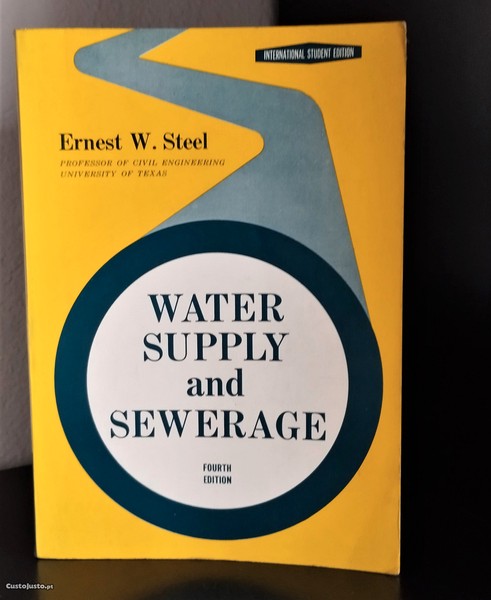 INTERNATIONAL STUDENT EDITION
Ernest W. Steel
PROFESSOR OF CIVIL ENGINEERING
UNIVERSITY OF TEXAS
WATER
SUPPLY
and
SEWERAGE
FOURTH
EDITION
CustoJusto.pt